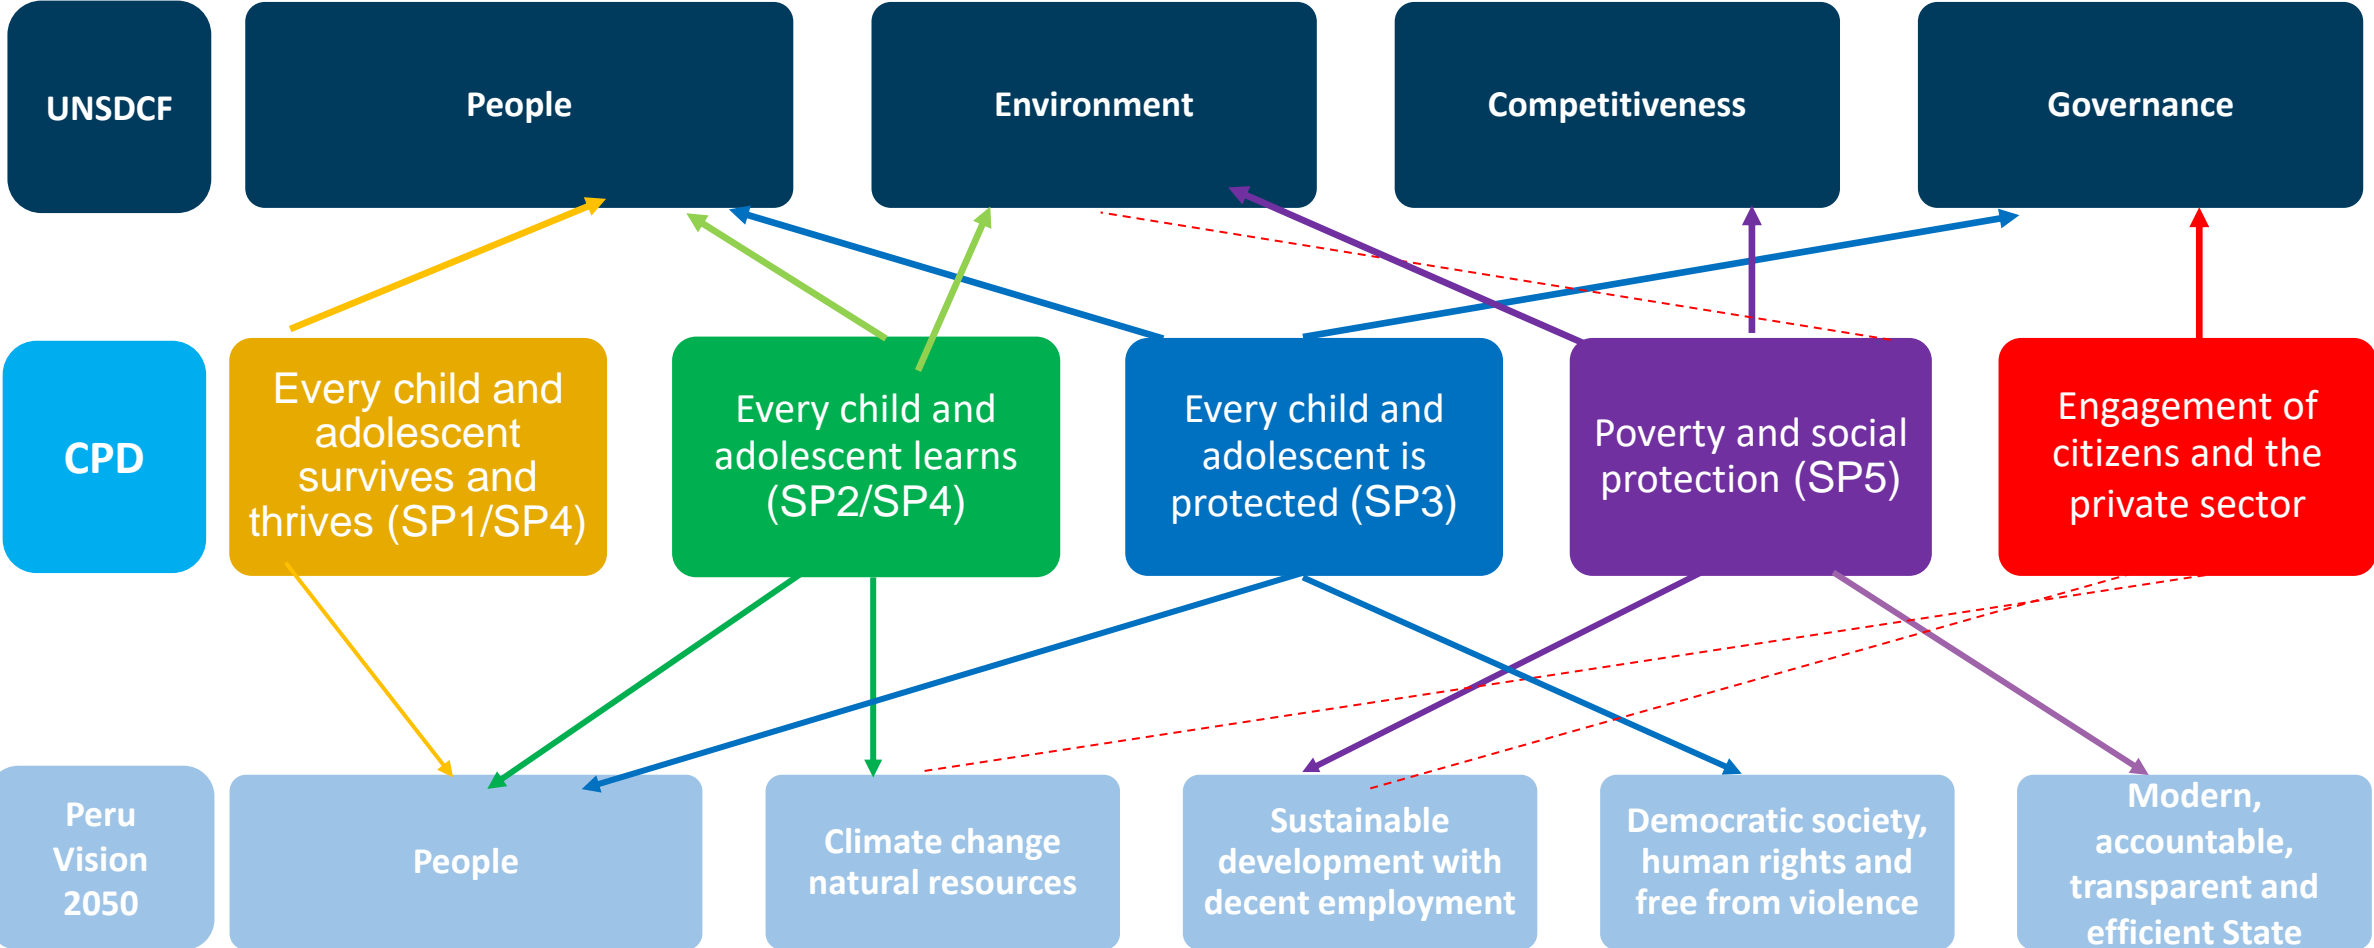 UNSDCF
People
Environment
Competitiveness
Governance
CPD
Every child and
adolescent
survives and
thrives (SP1/SP4)
Every child and
adolescent learns
(SP2/SP4)
Every child and
adolescent is
protected (SP3)
Poverty and social
protection (SP5)
Engagement of
citizens and the
private sector
Peru
Vision
2050
People
Climate change
natural resources
Sustainable
development with
decent employment
Democratic society,
human rights and
free from violence
Modern,
accountable,
transparent and
efficient State